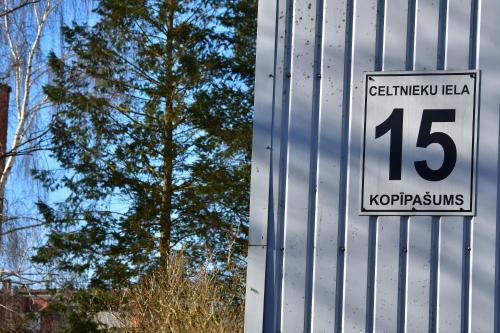 CELTNIEKU IELA
15
KOPĪPAŠUMS